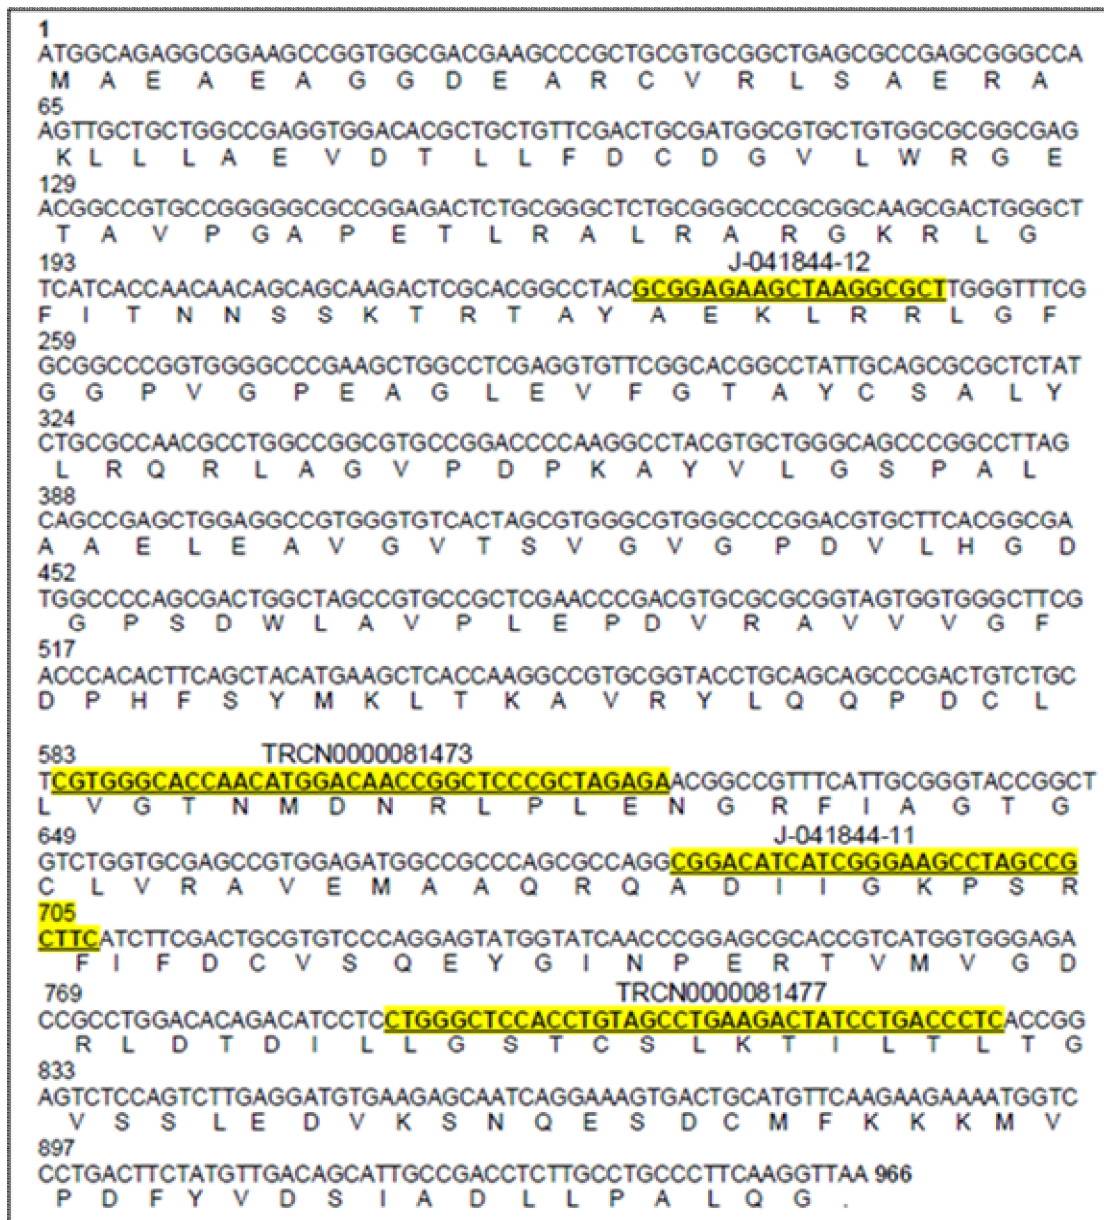 1
ATGGCAGAGGCGGAAGCCGGTGGCGACGAAGCCCGCTGCGTGCGGCTGAGCGCCGAGCGGGCCA
M A E A E A G G D E A R C V R L S A E R A
65
AGTTGCTGCTGGCCGAGGTGGACACGCTGCTGTTCGACTGCGATGGCGTGCTGTGGCGCGGCGAG
K L L L A E V D T L L F D C D G V L W R G E
129
ACGGCCGTGCCGGGGGCGCCGGAGACTCTGCGGGCTCTGCGGGCCCGCGGCAAGCGACTGGGCT
T A V P G A P E T L R A L R A R G K R L G
193 J-041844-12
TCATCACCAACAACAGCAGCAAGACTCGCACGGCCTACGCGGAGAAGCTAAGGCGCTTGGGTTTCG
F I T N N S S K T R T A Y A E K L R R L G F
259
GCGGCCCGGTGGGGCCCGAAGCTGGCCTCGAGGTGTTCGGCACGGCCTATTGCAGCGCGCTCTAT
G G P V G P E A G L E V F G T A Y C S A L Y
324
CTGCGCCAACGCCTGGCCGGCGTGCCGGACCCCAAGGCCTACGTGCTGGGCAGCCCGGCCTTAG
L R Q R L A G V P D P K A Y V L G S P A L
388
CAGCCGAGCTGGAGGCCGTGGGTGTCACTAGCGTGGGCGTGGGCCCGGACGTGCTTCACGGCGA
A A E L E A V G V T S V G V G P D V L H G D
452
TGGCCCCAGCGACTGGCTAGCCGTGCCGCTCGAACCCGACGTGCGCGCGGTAGTGGTGGGCTTCG
G P S D W L A V P L E P D V R A V V V G F
517
ACCCACACTTCAGCTACATGAAGCTCACCAAGGCCGTGCGGTACCTGCAGCAGCCCGACTGTCTGC
D P H F S Y M K L T K A V R Y L Q Q P D C L
583 TRCN0000081473
TCGTGGGCACCAACATGGACAACCGGCTCCCGCTAGAGAACGGCCGTTTCATTGCGGGTACCGGCT
L V G T N M D N R L P L E N G R F I A G T G
649 J-041844-11
GTCTGGTGCGAGCCGTGGAGATGGCCGCCCAGCGCCAGGCGGACATCATCGGGAAGCCTAGCCG
C L V R A V E M A A Q R Q A D I I G K P S R
705
CTTCATCTTCGACTGCGTGTCCCAGGAGTATGGTATCAACCCGGAGCGCACCGTCATGGTGGGAGA
F I F D C V S Q E Y G I N P E R T V M V G D
769 TRCN0000081477
CCGCCTGGACACAGACATCCTCCTGGGCTCCACCTGTAGCCTGAAGACTATCCTGACCCTCACCGG
R L D T D I L L G S T C S L K T I L T L T G
833
AGTCTCCAGTCTTGAGGATGTGAAGAGCAATCAGGAAAGTGACTGCATGTTCAAGAAGAAAATGGTC
V S S L E D V K S N Q E S D C M F K K K M V
897
CCTGACTTCTATGTTGACAGCATTGCCGACCTCTTGCCTGCCCTTCAAGGTTAA 966
P D F Y V D S I A D L L P A L Q G .